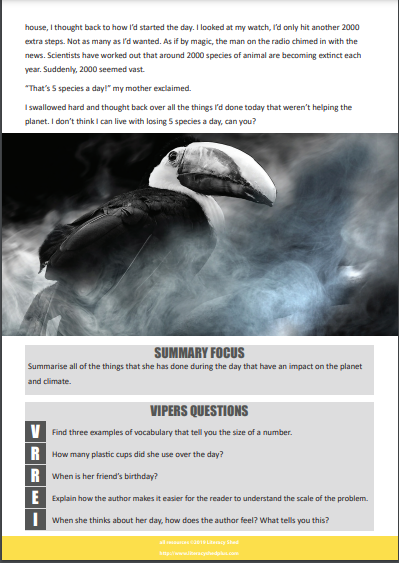 house, I thought back to how I'd started the day. I looked at my watch, I'd only hit another 2000
extra steps. Not as many as I'd wanted. As if by magic, the man on the radio chimed in with the
news. Scientists have worked out that around 2000 species of animal are becoming extinct each
year. Suddenly, 2000 seemed vast.
"That's 5 species a day!" my mother exclaimed.
I swallowed hard and thought back over all the things I'd done today that weren't helping the
planet. I don't think I can live with losing 5 species a day, can you?
SUMMARY FOCUS
Summarise all of the things that she has done during the day that have an impact on the planet
and climate.
VIPERS QUESTIONS
V Find three examples of vocabulary that tell you the size of a number.
R How many plastic cups did she use over the day?
R When is her friend's birthday?
E Explain how the author makes it easier for the reader to understand the scale of the problem.
I When she thinks about her day, how does the author feel? What tells you this?
all resources ©2019 Literacy Shed
http://www.literacyshedplus.com